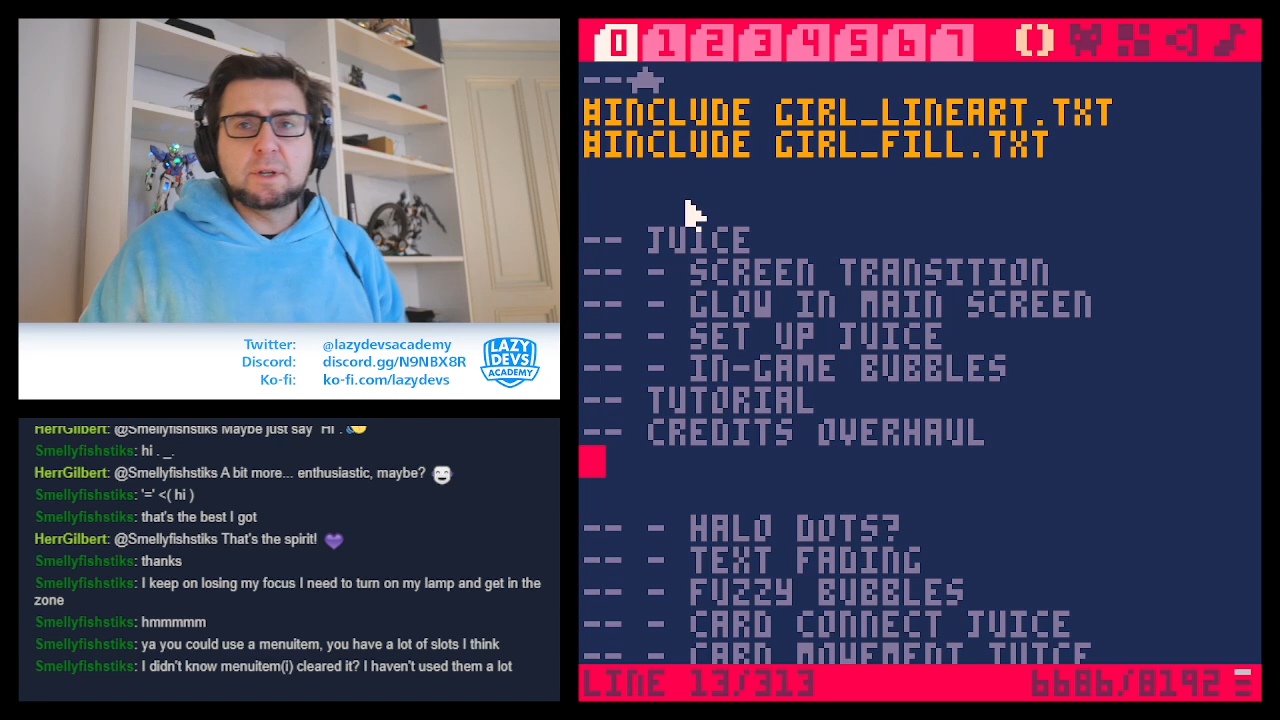 Twitter: @lazydevsacademy
Discord: discord.gg/N9NBX8R
Ko-fi: ko-fi.com/lazydevs
LAZY
DEVS
ACADEMY
HerrGilbert: @Smellyfishstiks Maybe just say "Hi".
Smellyfishstiks: hi . _.
HerrGilbert: @Smellyfishstiks A bit more... enthusiastic, maybe?
Smellyfishstiks: '=' <( hi )
Smellyfishstiks: that's the best I got
HerrGilbert: @Smellyfishstiks That's the spirit!
Smellyfishstiks: thanks
Smellyfishstiks: I keep on losing my focus I need to turn on my lamp and get in the
zone
Smellyfishstiks: hmmmmm
Smellyfishstiks: ya you could use a menuitem, you have a lot of slots I think
Smellyfishstiks: I didn't know menuitem(i) cleared it? I haven't used them a lot
0 1 2 3 4 5 6 7 ()
--
#INCLUDE GIRL_LINEART.TXT
#INCLUDE GIRL_FILL.TXT
-- JUICE
-- - SCREEN TRANSITION
-- - GLOW IN MAIN SCREEN
-- - SET UP JUICE
-- - IN-GAME BUBBLES
-- TUTORIAL
-- CREDITS OVERHAUL
-- - HALO DOTS?
-- - TEXT FADING
-- - FUZZY BUBBLES
-- - CARD CONNECT JUICE
-- - CARD MOVEMENT JUICE
LINE 13/313 6686/8192